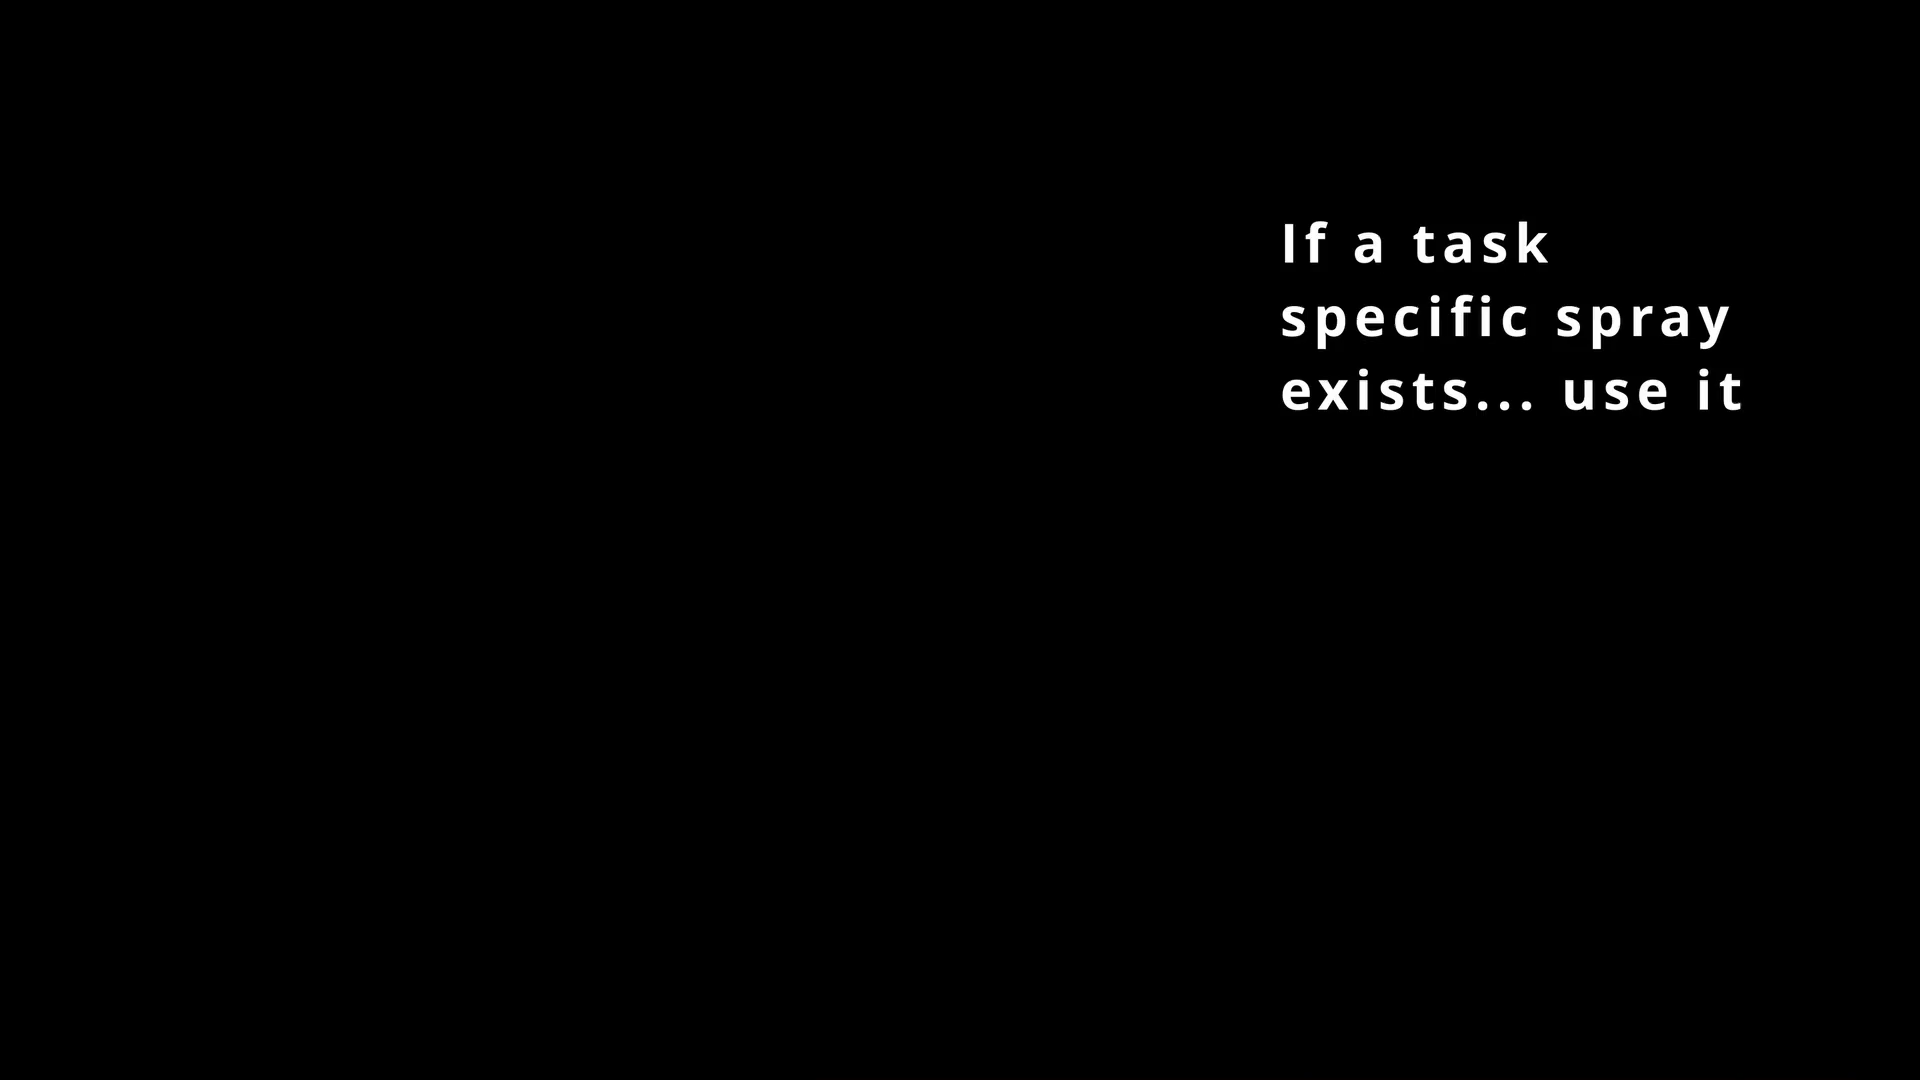 If a task
specific spray
exists... use it